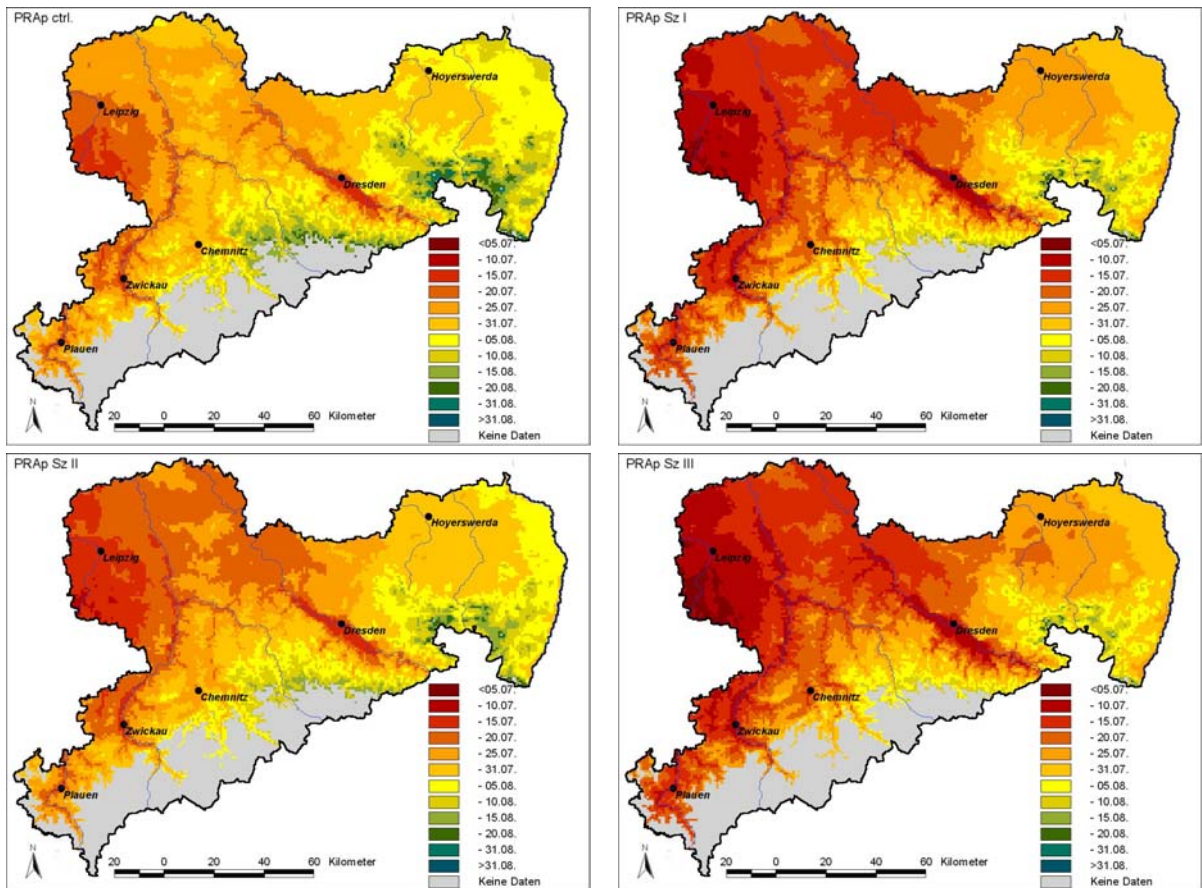 PRAp ctrl.
Hoyerswerda
Leipzig
Dresden
Chemnitz
Zwickau
Plauen
<05.07.
- 10.07.
- 15.07.
- 20.07.
- 25.07.
- 31.07.
- 05.08.
- 10.08.
- 15.08.
- 20.08.
- 31.08.
>31.08.
Keine Daten
N
20 0 20 60 Kilometer
PRAp Sz I
Hoyerswerda
Leipzig
Dresden
Chemnitz
Zwickau
Plauen
<05.07.
- 10.07.
- 15.07.
- 20.07.
- 25.07.
- 31.07.
- 05.08.
- 10.08.
- 15.08.
- 20.08.
- 31.08.
>31.08.
Keine Daten
N
20 0 20 60 Kilometer
PRAp Sz II
Hoyerswerda
Leipzig
Dresden
Chemnitz
Zwickau
Plauen
<05.07.
- 10.07.
- 15.07.
- 20.07.
- 25.07.
- 31.07.
- 05.08.
- 10.08.
- 15.08.
- 20.08.
- 31.08.
>31.08.
Keine Daten
N
20 0 20 60 Kilometer
PRAp Sz III
Hoyerswerda
Leipzig
Dresden
Chemnitz
Zwickau
Plauen
<05.07.
- 10.07.
- 15.07.
- 20.07.
- 25.07.
- 31.07.
- 05.08.
- 10.08.
- 15.08.
- 20.08.
- 31.08.
>31.08.
Keine Daten
N
20 0 20 60 Kilometer